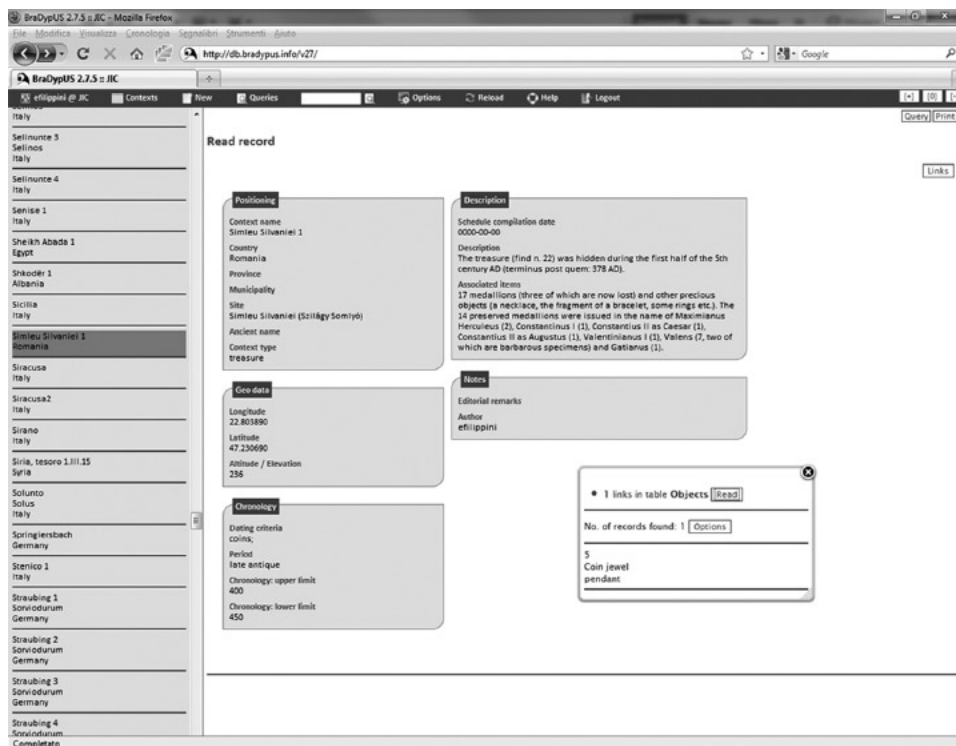 BraDypUS 2.7.5 :: JIC - Mozilla Firefox
File Modifica Visualizza Cronologia Segnalibri Strumenti Aiuto
http://db.bradypus.info/v27/
Google
BraDypUS 2.7.5 :: JIC
efilippini @ JIC Contexts New Queries Options Reload Help Logout [+] [0] [-
Query Print
Links
Italy
Selinunte 3
Selinos
Italy
Selinunte 4
Italy
Senise 1
Italy
Sheikh Abada 1
Egypt
Shkodër 1
Albania
Sicilia
Italy
Simleu Silvaniei 1
Romania
Siracusa
Italy
Siracusa2
Italy
Sirano
Italy
Siria, tesoro 1.III.15
Syria
Solunto
Solus
Italy
Springiersbach
Germany
Stenico 1
Italy
Straubing 1
Sorviodurum
Germany
Straubing 2
Sorviodurum
Germany
Straubing 3
Sorviodurum
Germany
Straubing 4
Sorviodurum
Read record
Positioning
Context name
Simleu Silvaniei 1
Country
Romania
Province
Municipality
Site
Simleu Silvaniei (Szilágy Somlyó)
Ancient name
Context type
treasure
Geo data
Longitude
22.803890
Latitude
47.230690
Altitude / Elevation
236
Chronology
Dating criteria
coins;
Period
late antique
Chronology: upper limit
400
Chronology: lower limit
450
Description
Schedule compilation date
0000-00-00
Description
The treasure (find n. 22) was hidden during the first half of the 5th
century AD (terminus post quem: 378 AD).
Associated items
17 medallions (three of which are now lost) and other precious
objects (a necklace, the fragment of a bracelet, some rings etc.). The
14 preserved medallions were issued in the name of Maximianus
Herculeus (2), Constantinus I (1), Constantius II as Caesar (1),
Constantius II as Augustus (1), Valentinianus I (1), Valens (7, two of
which are barbarous specimens) and Gatianus (1).
Notes
Editorial remarks
Author
efilippini
1 links in table Objects Read
No. of records found: 1 Options
5
Coin jewel
pendant
Completato